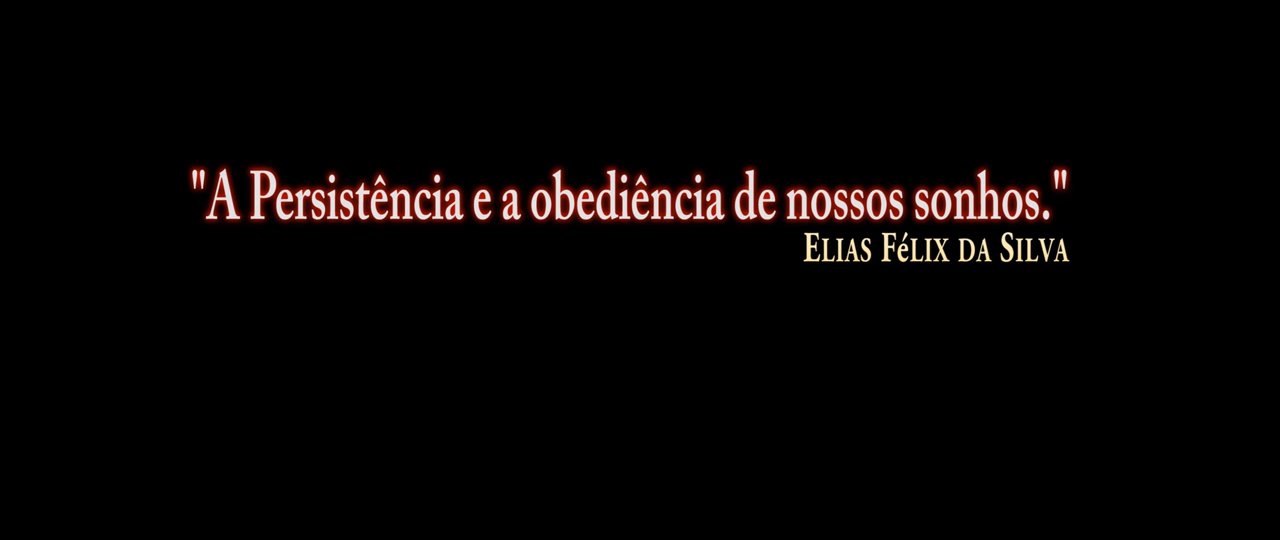 "A Persistência e a obediência de nossos sonhos."
ELIAS FéLIX DA SILVA